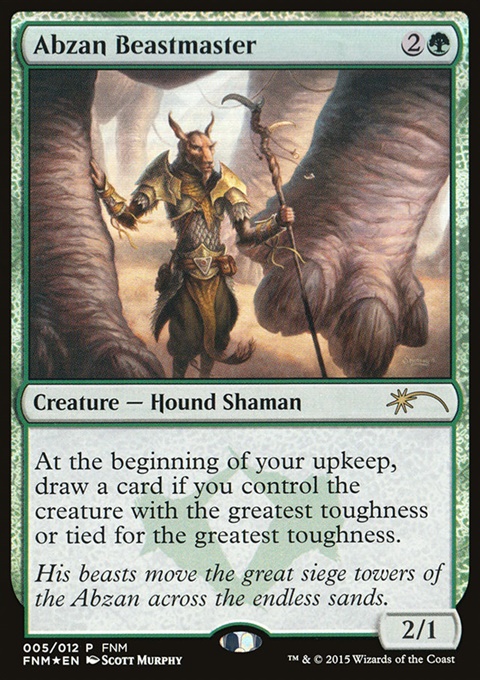 Abzan Beastmaster 2
Creature — Hound Shaman
At the beginning of your upkeep,
draw a card if you control the
creature with the greatest toughness
or tied for the greatest toughness.
His beasts move the great siege towers of
the Abzan across the endless sands.
2/1
005/012 P FNM
FNM★EN Scott Murphy
™ & © 2015 Wizards of the Coast